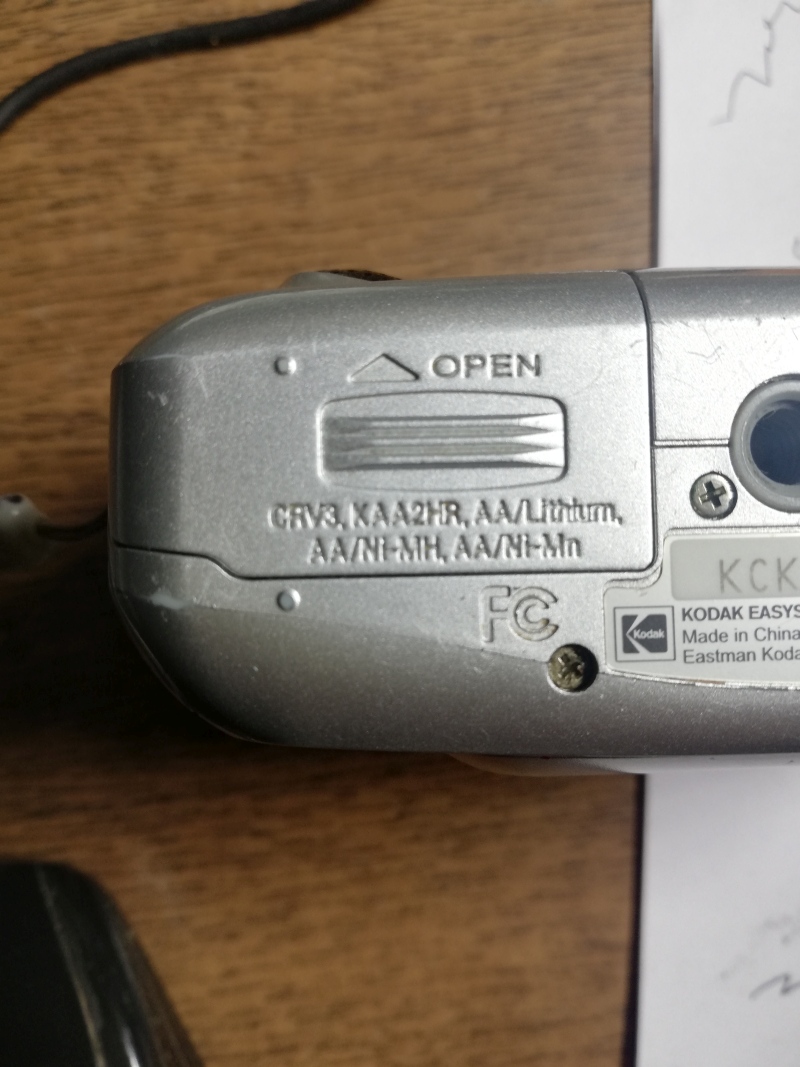 OPEN
CRV3, KAA2HR, AA/Lithium,
AA/Ni-MH, AA/Ni-Mn
FC
KCK
Kodak
KODAK EASYS
Made in China
Eastman Koda